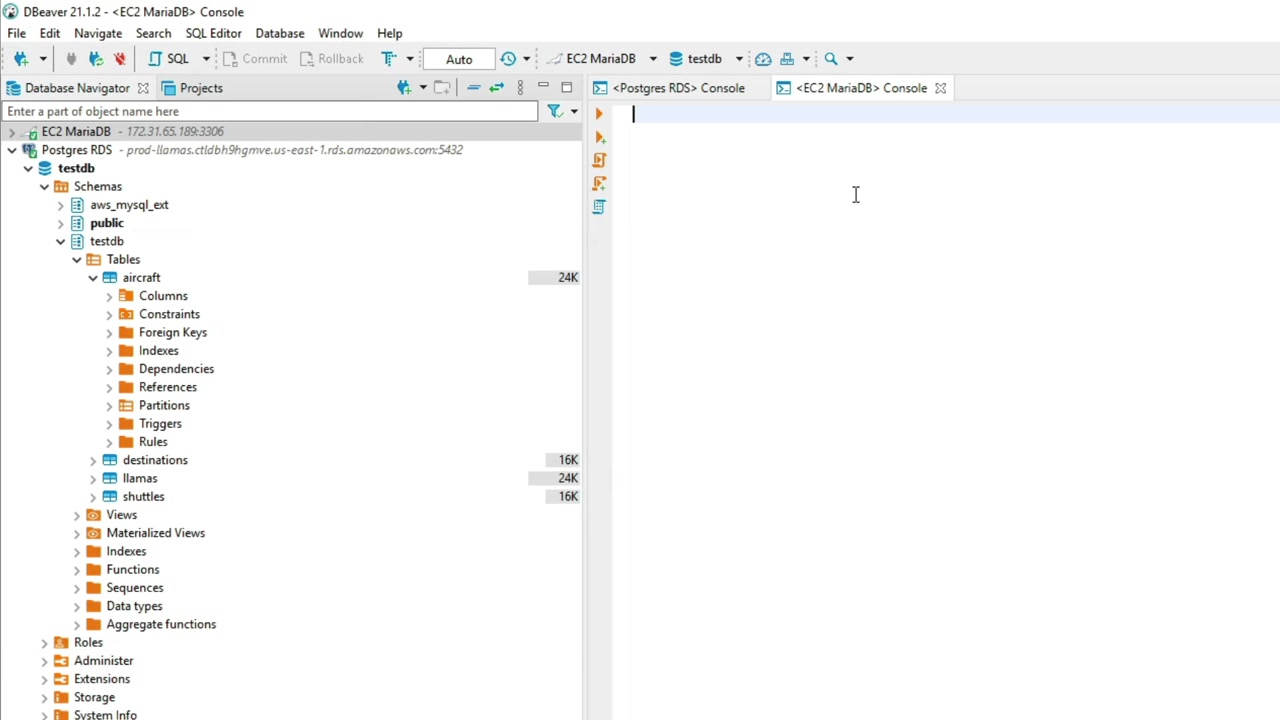 DBeaver 21.1.2 - <EC2 MariaDB> Console
File Edit Navigate Search SQL Editor Database Window Help
SQL Commit Rollback Auto EC2 MariaDB testdb
Database Navigator Projects <Postgres RDS> Console <EC2 MariaDB> Console
Enter a part of object name here
EC2 MariaDB - 172.31.65.189:3306
Postgres RDS - prod-llamas.ctldbh9hgmve.us-east-1.rds.amazonaws.com:5432
testdb
Schemas
aws_mysql_ext
public
testdb
Tables
aircraft 24K
Columns
Constraints
Foreign Keys
Indexes
Dependencies
References
Partitions
Triggers
Rules
destinations 16K
llamas 24K
shuttles 16K
Views
Materialized Views
Indexes
Functions
Sequences
Data types
Aggregate functions
Roles
Administer
Extensions
Storage
System Info